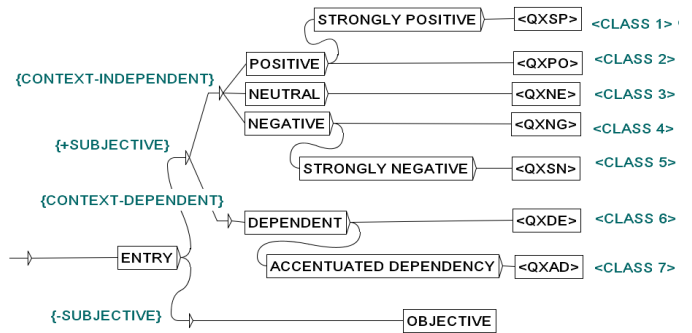 STRONGLY POSITIVE <QXSP> <CLASS 1>
{CONTEXT-INDEPENDENT} POSITIVE <QXPO> <CLASS 2>
NEUTRAL <QXNE> <CLASS 3>
NEGATIVE <QXNG> <CLASS 4>
{+SUBJECTIVE}
STRONGLY NEGATIVE <QXSN> <CLASS 5>
{CONTEXT-DEPENDENT}
DEPENDENT <QXDE> <CLASS 6>
ENTRY ACCENTUATED DEPENDENCY <QXAD> <CLASS 7>
{-SUBJECTIVE} OBJECTIVE